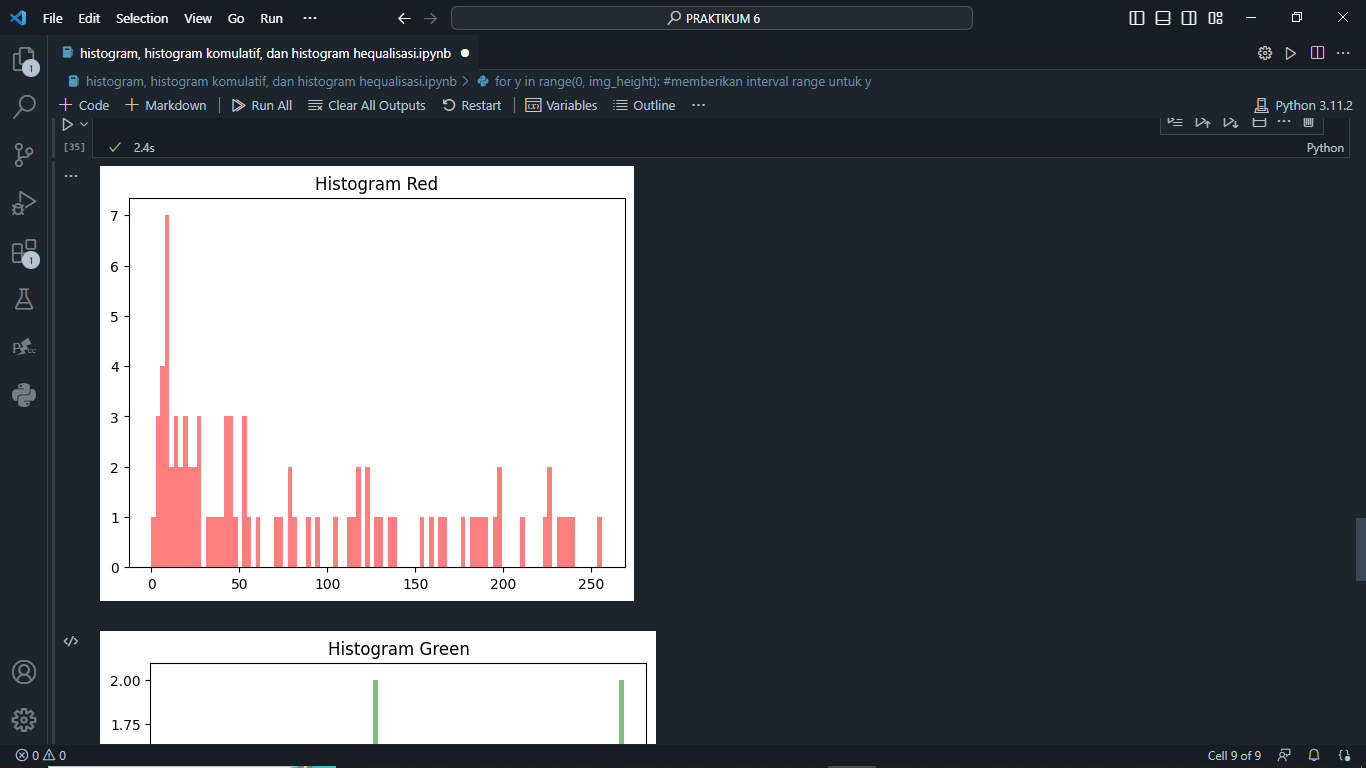 File Edit Selection View Go Run ··· PRAKTIKUM 6
histogram, histogram komulatif, dan histogram hequalisasi.ipynb
histogram, histogram komulatif, dan histogram hequalisasi.ipynb > for y in range(0, img_height): #memberikan interval range untuk y
+ Code + Markdown Run All Clear All Outputs Restart Variables Outline ··· Python 3.11.2
[35] 2.4s Python
Histogram Red
7
6
5
4
3
2
1
0
0 50 100 150 200 250
Histogram Green
2.00
1.75
1
1
0 0 Cell 9 of 9